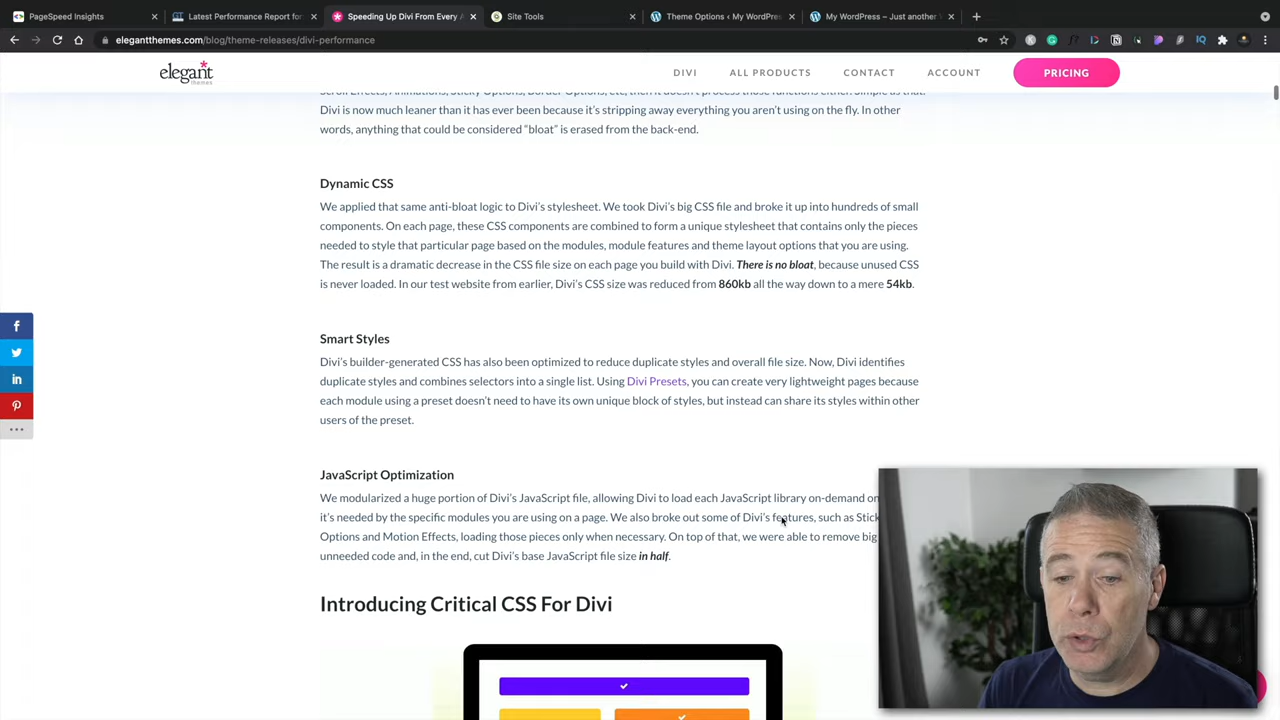 PageSpeed Insights
Latest Performance Report for
Speeding Up Divi From Every A
Site Tools
Theme Options ‹ My WordPres
My WordPress – Just another
elegantthemes.com/blog/theme-releases/divi-performance
elegant
themes
DIVI
ALL PRODUCTS
CONTACT
ACCOUNT
PRICING
Scroll Effects, Animations, Sticky Options, Border Options, etc, then it doesn't process those functions either. Simple as that.
Divi is now much leaner than it has ever been because it's stripping away everything you aren't using on the fly. In other
words, anything that could be considered "bloat" is erased from the back-end.
Dynamic CSS
We applied that same anti-bloat logic to Divi's stylesheet. We took Divi's big CSS file and broke it up into hundreds of small
components. On each page, these CSS components are combined to form a unique stylesheet that contains only the pieces
needed to style that particular page based on the modules, module features and theme layout options that you are using.
The result is a dramatic decrease in the CSS file size on each page you build with Divi. There is no bloat, because unused CSS
is never loaded. In our test website from earlier, Divi's CSS size was reduced from 860kb all the way down to a mere 54kb.
Smart Styles
Divi's builder-generated CSS has also been optimized to reduce duplicate styles and overall file size. Now, Divi identifies
duplicate styles and combines selectors into a single list. Using Divi Presets, you can create very lightweight pages because
each module using a preset doesn't need to have its own unique block of styles, but instead can share its styles within other
users of the preset.
JavaScript Optimization
We modularized a huge portion of Divi's JavaScript file, allowing Divi to load each JavaScript library on-demand on
it's needed by the specific modules you are using on a page. We also broke out some of Divi's features, such as Stick
Options and Motion Effects, loading those pieces only when necessary. On top of that, we were able to remove big
unneeded code and, in the end, cut Divi's base JavaScript file size in half.
Introducing Critical CSS For Divi